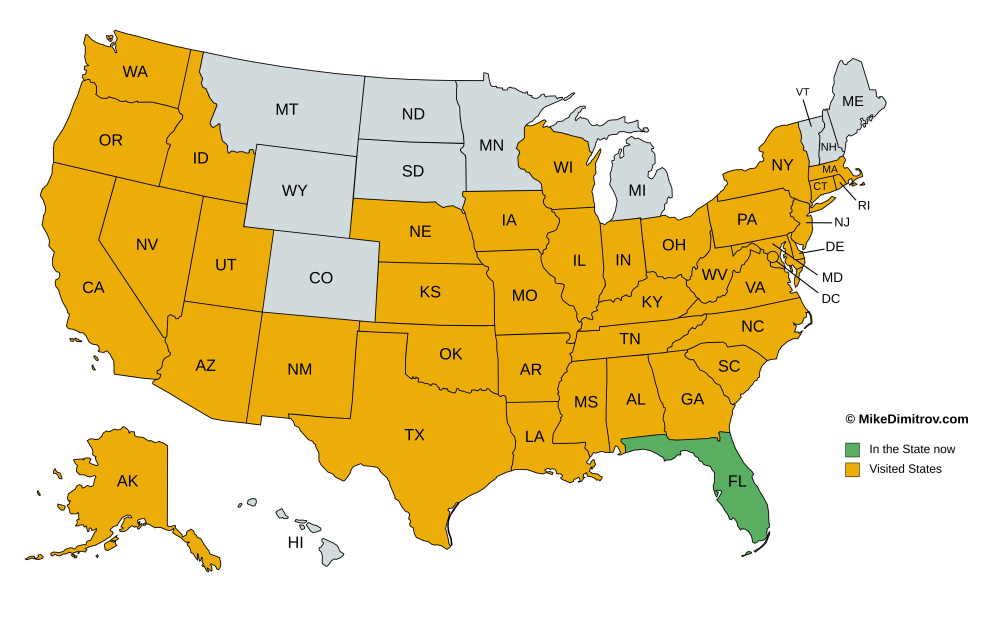 WA
MT
ND
MN
VT
ME
OR
ID
WY
SD
WI
MI
NY
NH
MA
CT
RI
NV
UT
CO
NE
IA
IL
IN
OH
PA
NJ
DE
MD
DC
CA
KS
MO
KY
WV
VA
AZ
NM
OK
AR
TN
NC
SC
TX
LA
MS
AL
GA
FL
AK
HI
© MikeDimitrov.com
In the State now
Visited States